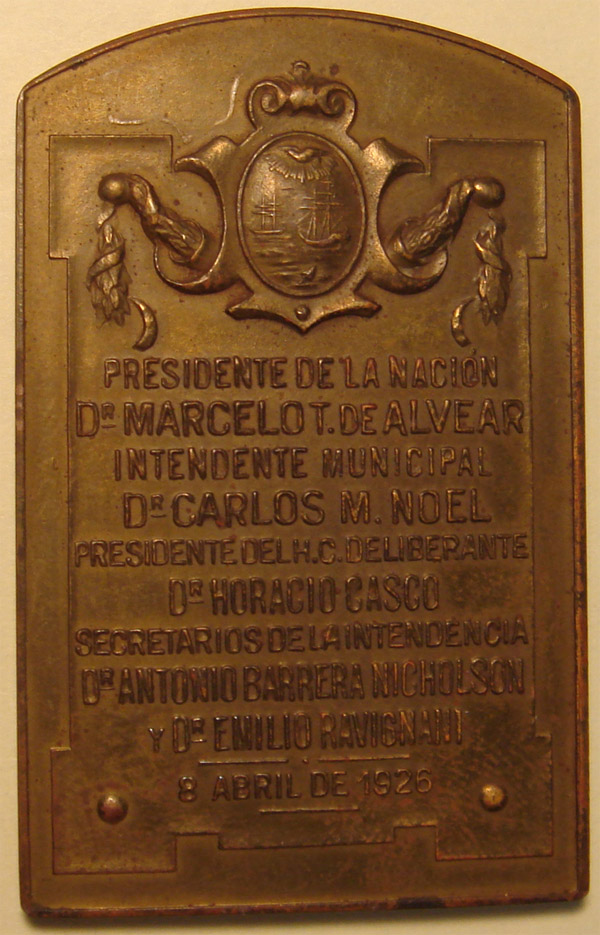 PRESIDENTE DE LA NACIÓN
DR MARCELO T. DE ALVEAR
INTENDENTE MUNICIPAL
DR CARLOS M. NOEL
PRESIDENTE DEL H. C. DELIBERANTE
DR HORACIO CASCO
SECRETARIOS DE LA INTENDENCIA
DR ANTONIO BARRERA NICHOLSON
Y DR EMILIO RAVIGNANI
8 ABRIL DE 1926